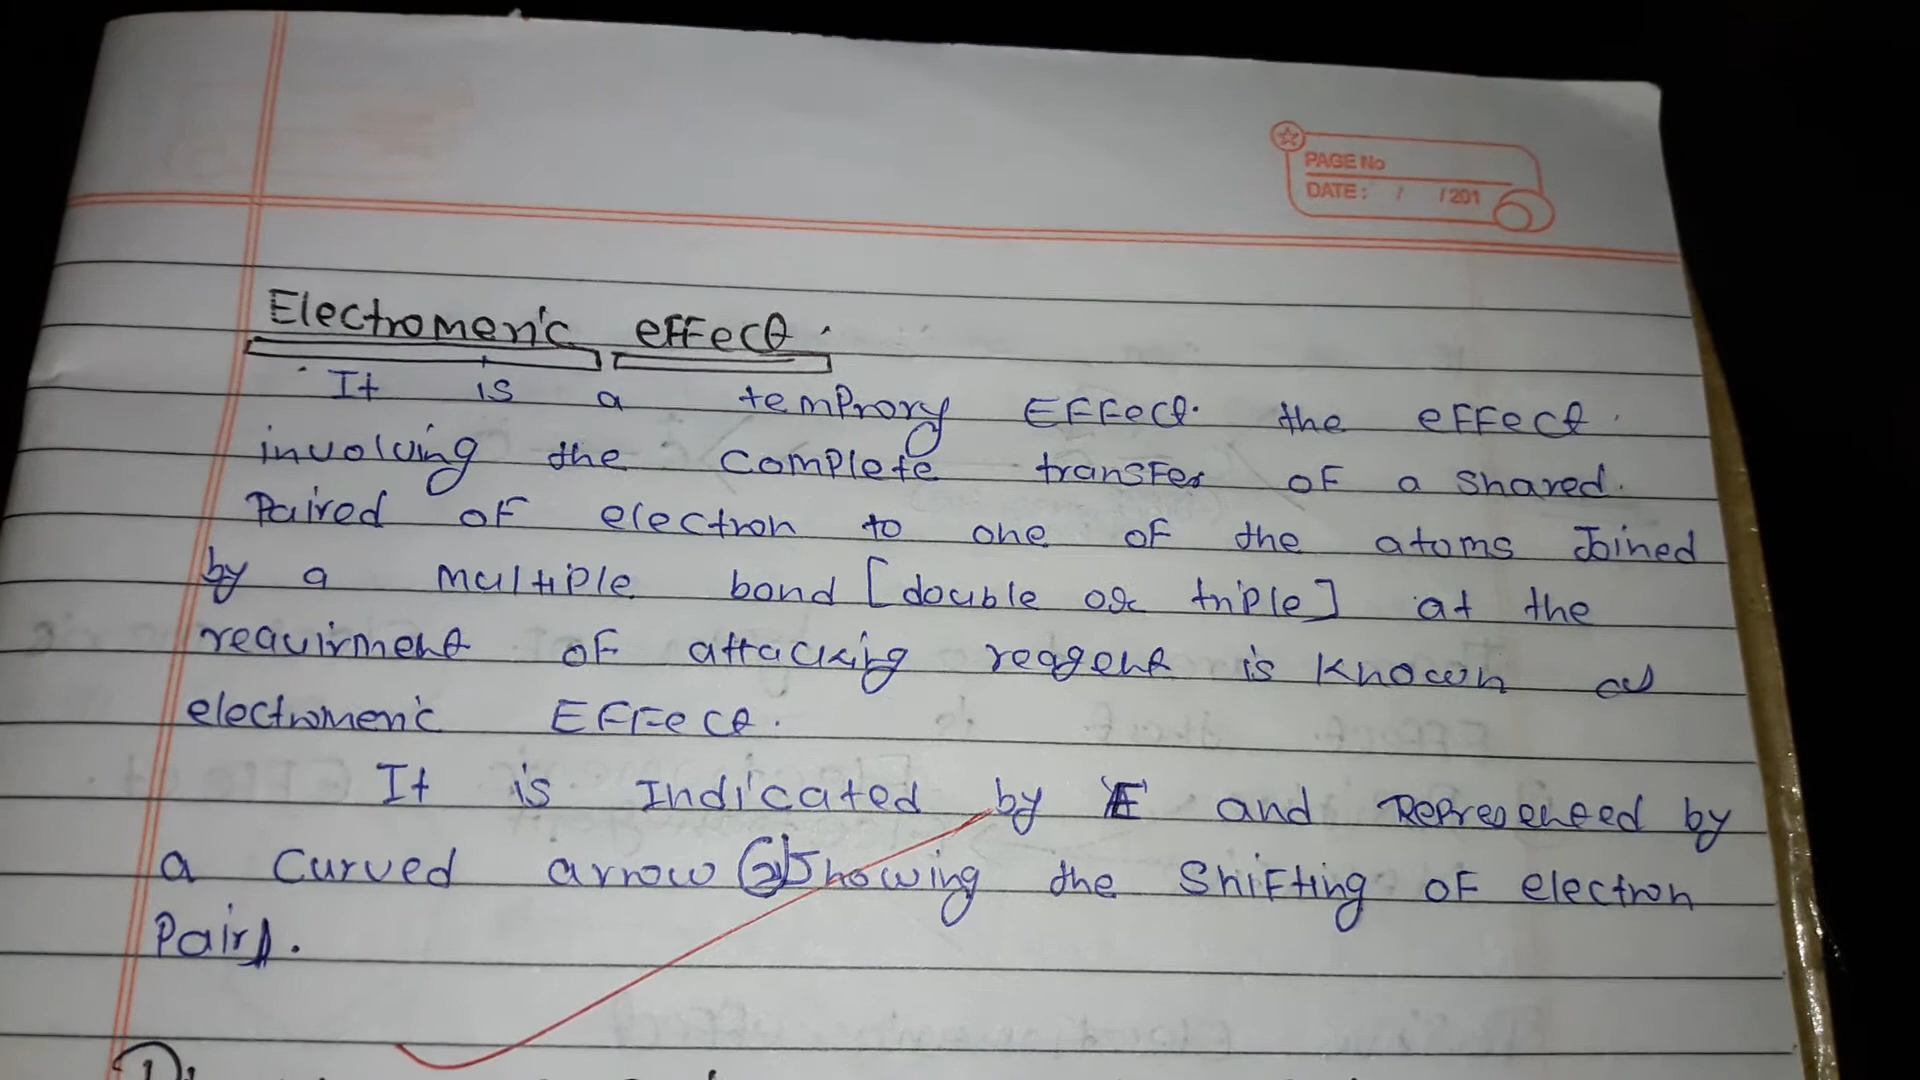 PAGE No
DATE: / /201
Electromeric effect.
It is a temprory Effect. the effect.
involving the complete transfer of a shared.
Paired of electron to one of the atoms Joined
by a multiple bond [double or triple] at the
requirment of attacking reagent is known as
electromeric Effect.
It is Indicated by 'E' and Represented by
a curved arrow showing the shifting of electron
Pair.